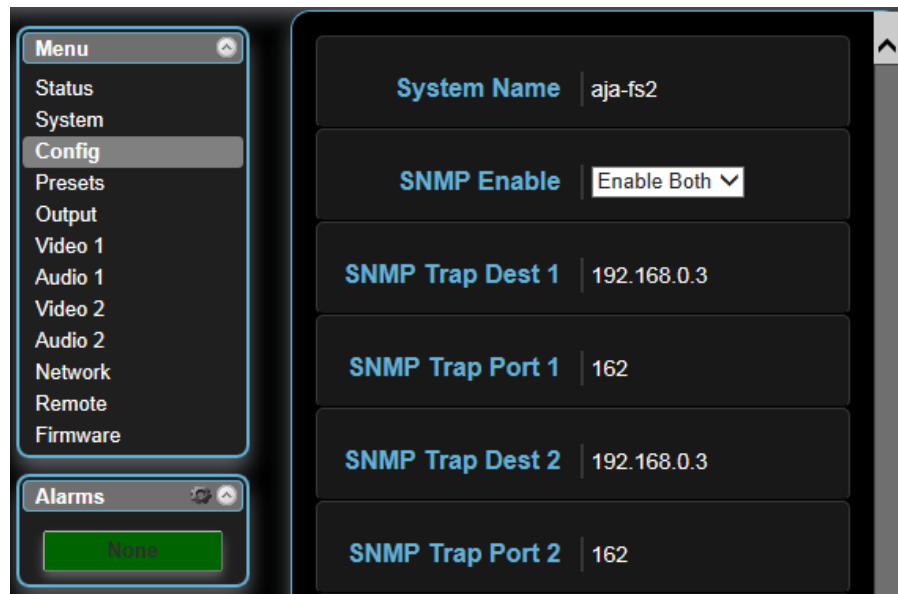 Menu
Status
System
Config
Presets
Output
Video 1
Audio 1
Video 2
Audio 2
Network
Remote
Firmware
Alarms
None
System Name aja-fs2
SNMP Enable Enable Both
SNMP Trap Dest 1 192.168.0.3
SNMP Trap Port 1 162
SNMP Trap Dest 2 192.168.0.3
SNMP Trap Port 2 162